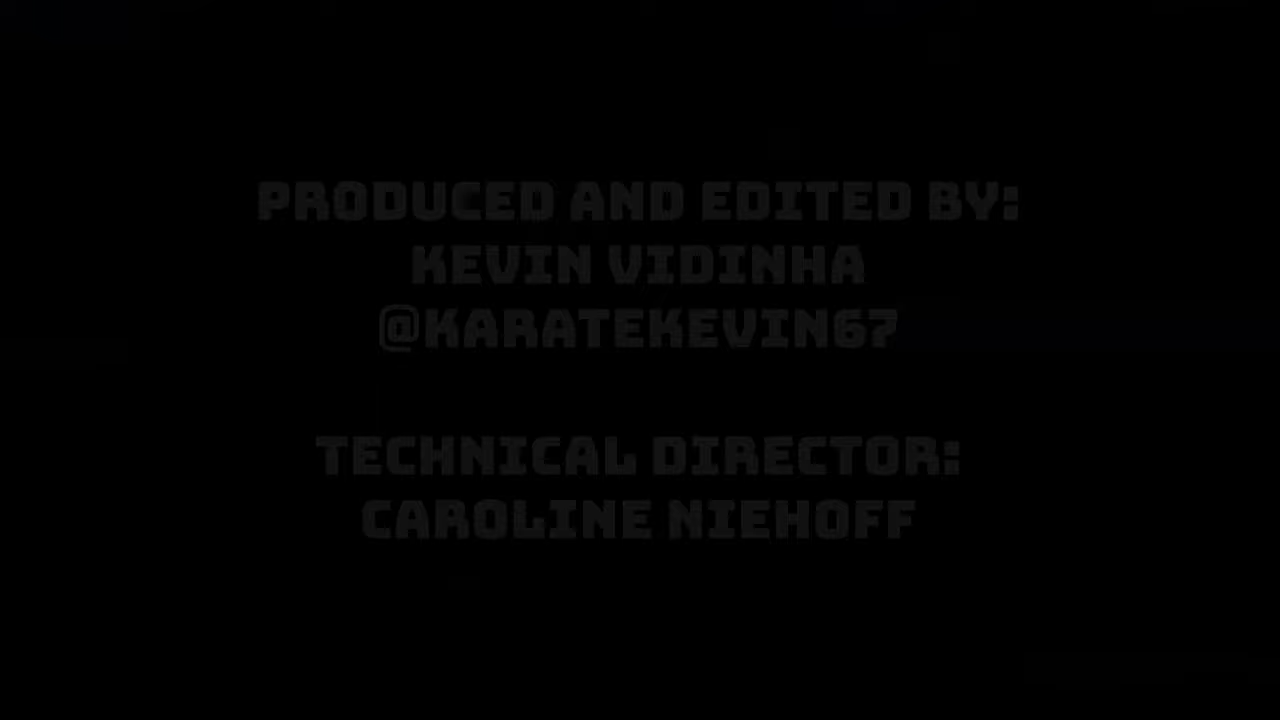 PRODUCED AND EDITED BY:
KEVIN VIDINHA
@KARATEKEVIN67
TECHNICAL DIRECTOR:
CAROLINE NIEHOFF